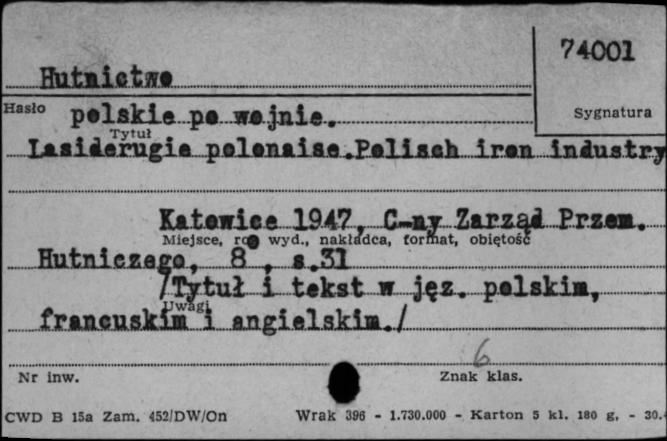 74001
Hutnictwo
Hasło polskie po wojnie. Sygnatura
Tytuł
Lasiderugie polonaise.Polisch iron industry
Katowice 1947, C-ny Zarząd Przem.
Miejsce, rok wyd., nakładca, format, objętość
Hutniczego, 8 , s.31
/Tytuł i tekst w jęz. polskim,
Uwagi
francuskim i angielskim./
6
Nr inw. Znak klas.
CWD B 15a Zam. 452/DW/On Wrak 396 - 1.730.000 - Karton 5 kl. 180 g. - 30.